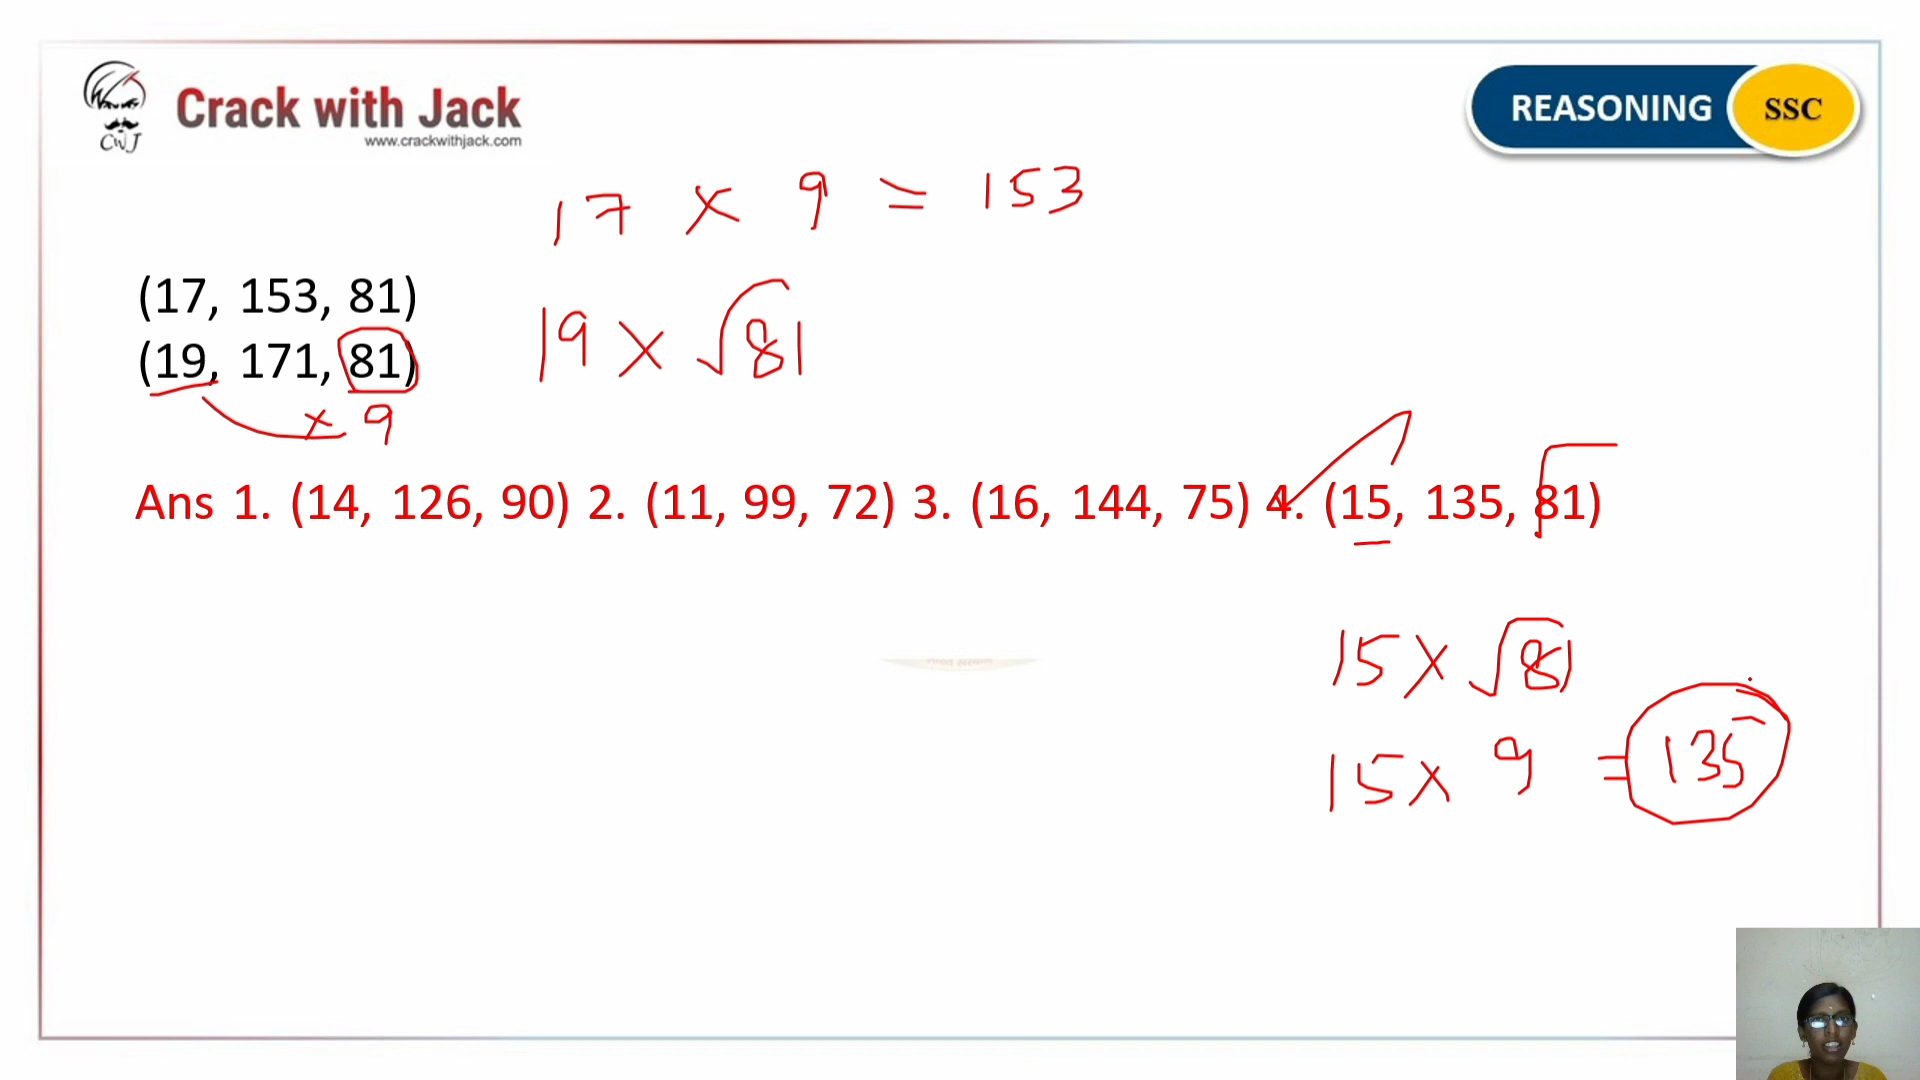 Crack with Jack
www.crackwithjack.com
CWJ
REASONING SSC
17 × 9 = 153
(17, 153, 81)
19 × √81
(19, 171, 81)
× 9
Ans 1. (14, 126, 90) 2. (11, 99, 72) 3. (16, 144, 75) 4. (15, 135, 81)
15 × √81
15 × 9 = 135